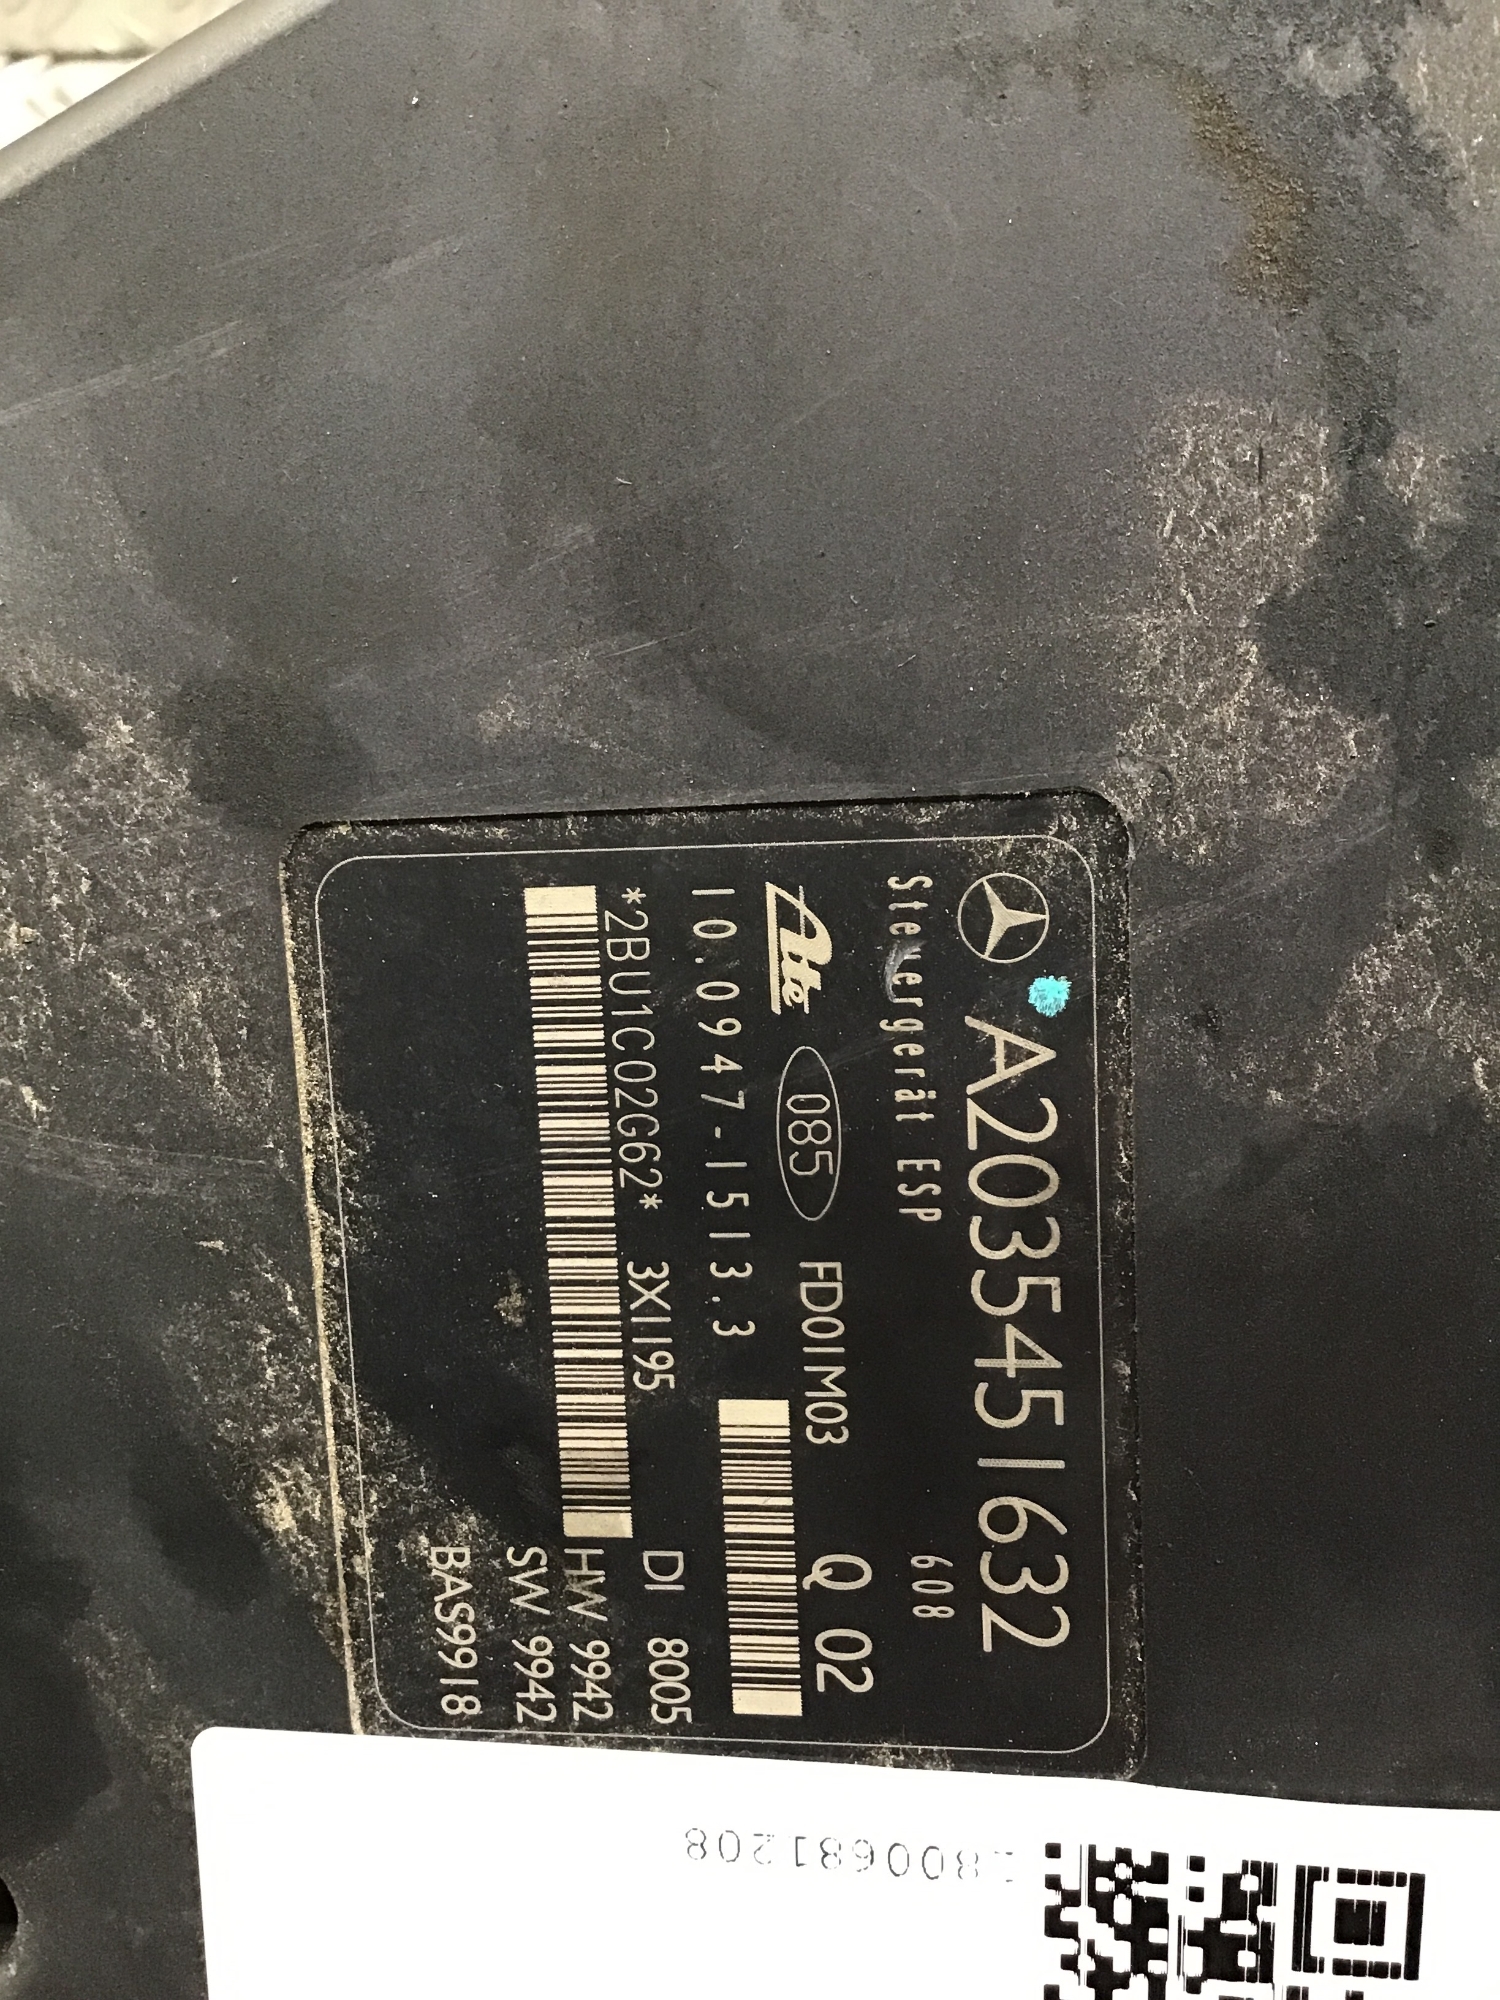 A2035451632
Steuergerät ESP 608
Ate 085 FD01M03 Q 02
10.0947-1513.3
*2BU1C02G62* 3X1195 DI 8005
HW 9942
SW 9942
BAS9918